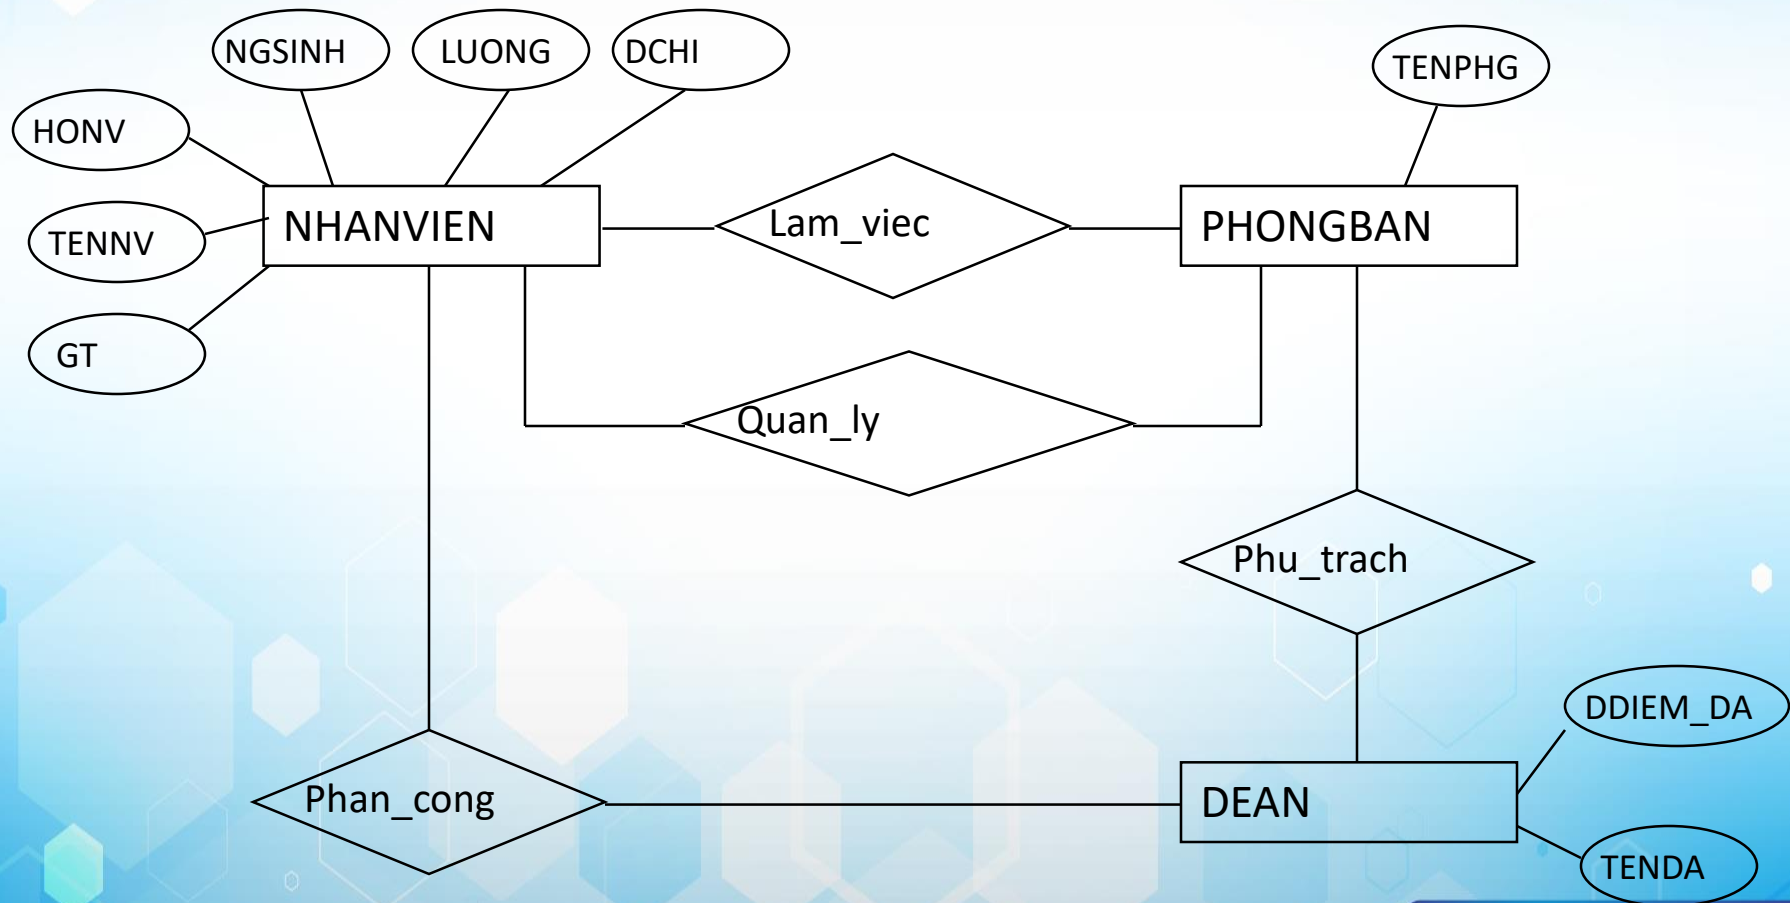 NGSINH
LUONG
DCHI
TENPHG
HONV
NHANVIEN
Lam_viec
PHONGBAN
TENNV
GT
Quan_ly
Phu_trach
DDIEM_DA
Phan_cong
DEAN
TENDA